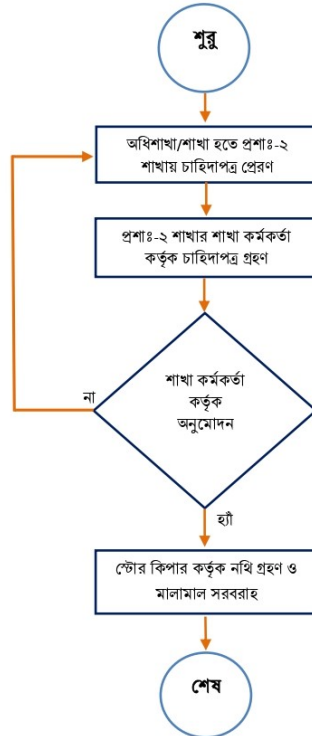 শুরু
অধিশাখা/শাখা হতে প্রশাঃ-২
শাখায় চাহিদাপত্র প্রেরণ
প্রশাঃ-২ শাখার শাখা কর্মকর্তা
কর্তৃক চাহিদাপত্র গ্রহণ
শাখা কর্মকর্তা
কর্তৃক
অনুমোদন
না
হ্যাঁ
স্টোর কিপার কর্তৃক নথি গ্রহণ ও
মালামাল সরবরাহ
শেষ